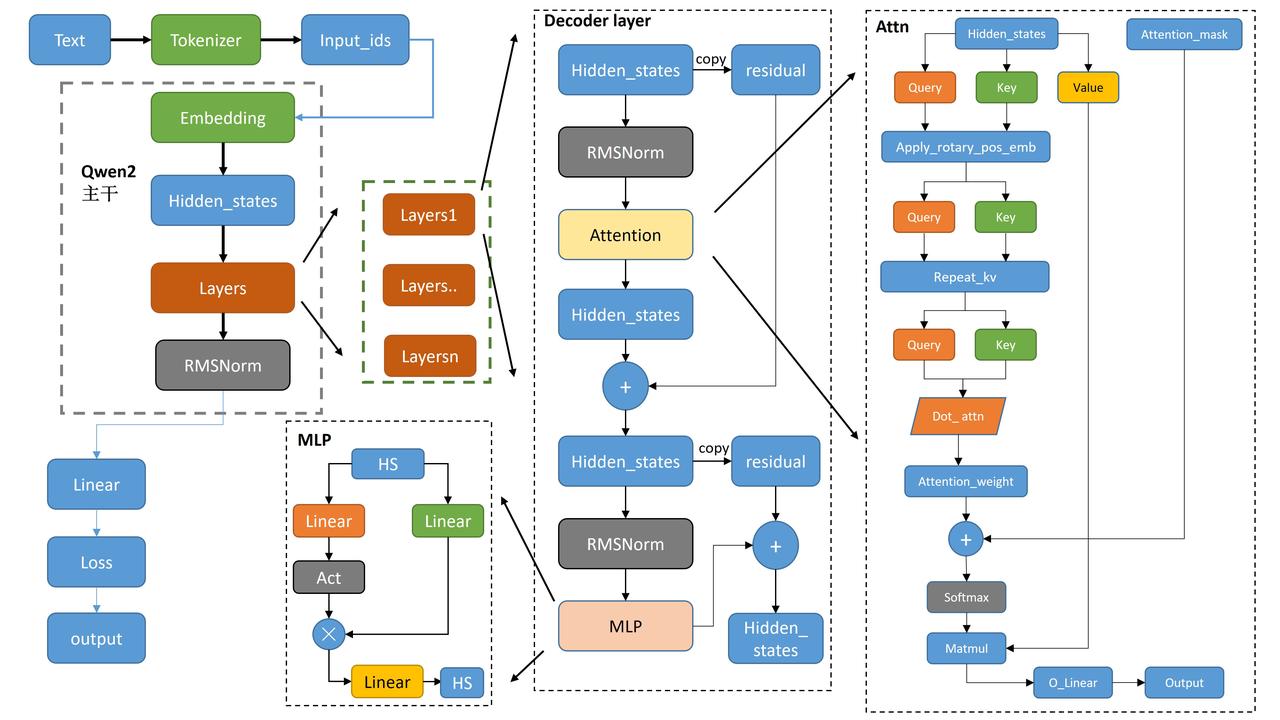 Text
Tokenizer
Input_ids
Embedding
Qwen2
主干
Hidden_states
Layers
RMSNorm
Linear
Loss
output
Layers1
Layers..
Layersn
MLP
HS
Linear
Linear
Act
Linear
HS
Decoder layer
Hidden_states
copy
residual
RMSNorm
Attention
Hidden_states
+
Hidden_states
copy
residual
RMSNorm
+
MLP
Hidden_
states
Attn
Hidden_states
Attention_mask
Query
Key
Value
Apply_rotary_pos_emb
Query
Key
Repeat_kv
Query
Key
Dot_ attn
Attention_weight
+
Softmax
Matmul
O_Linear
Output